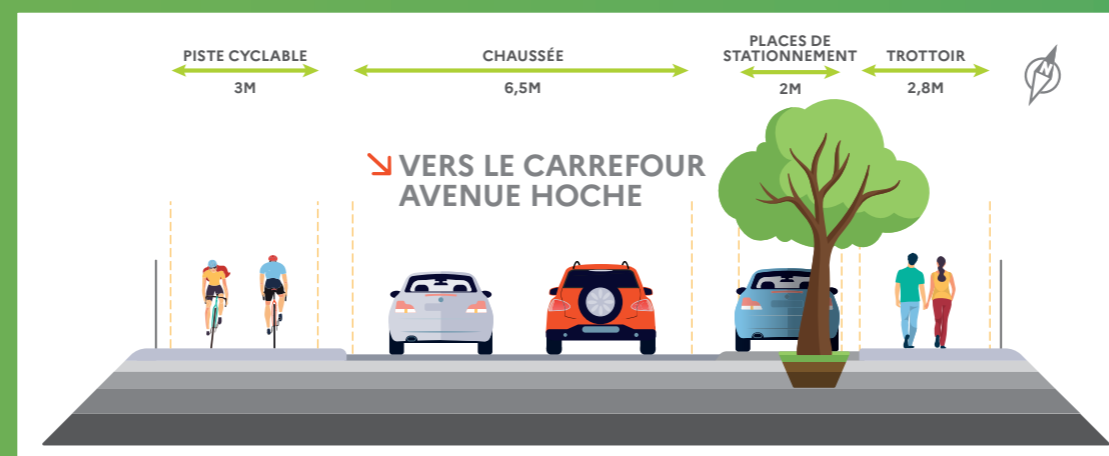 PISTE CYCLABLE
3M
CHAUSSÉE
6,5M
PLACES DE
STATIONNEMENT
2M
TROTTOIR
2,8M
N
VERS LE CARREFOUR
AVENUE HOCHE